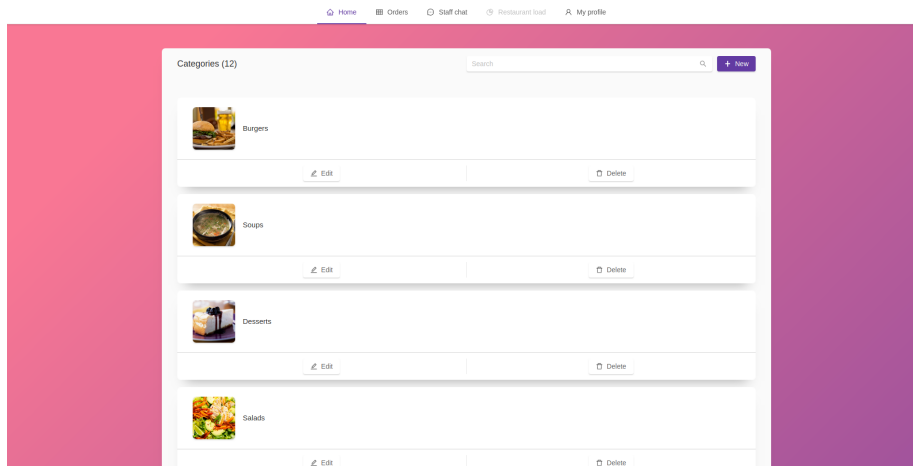 Home Orders Staff chat Restaurant load My profile
Categories (12) Search New
Burgers
Edit Delete
Soups
Edit Delete
Desserts
Edit Delete
Salads
Edit Delete